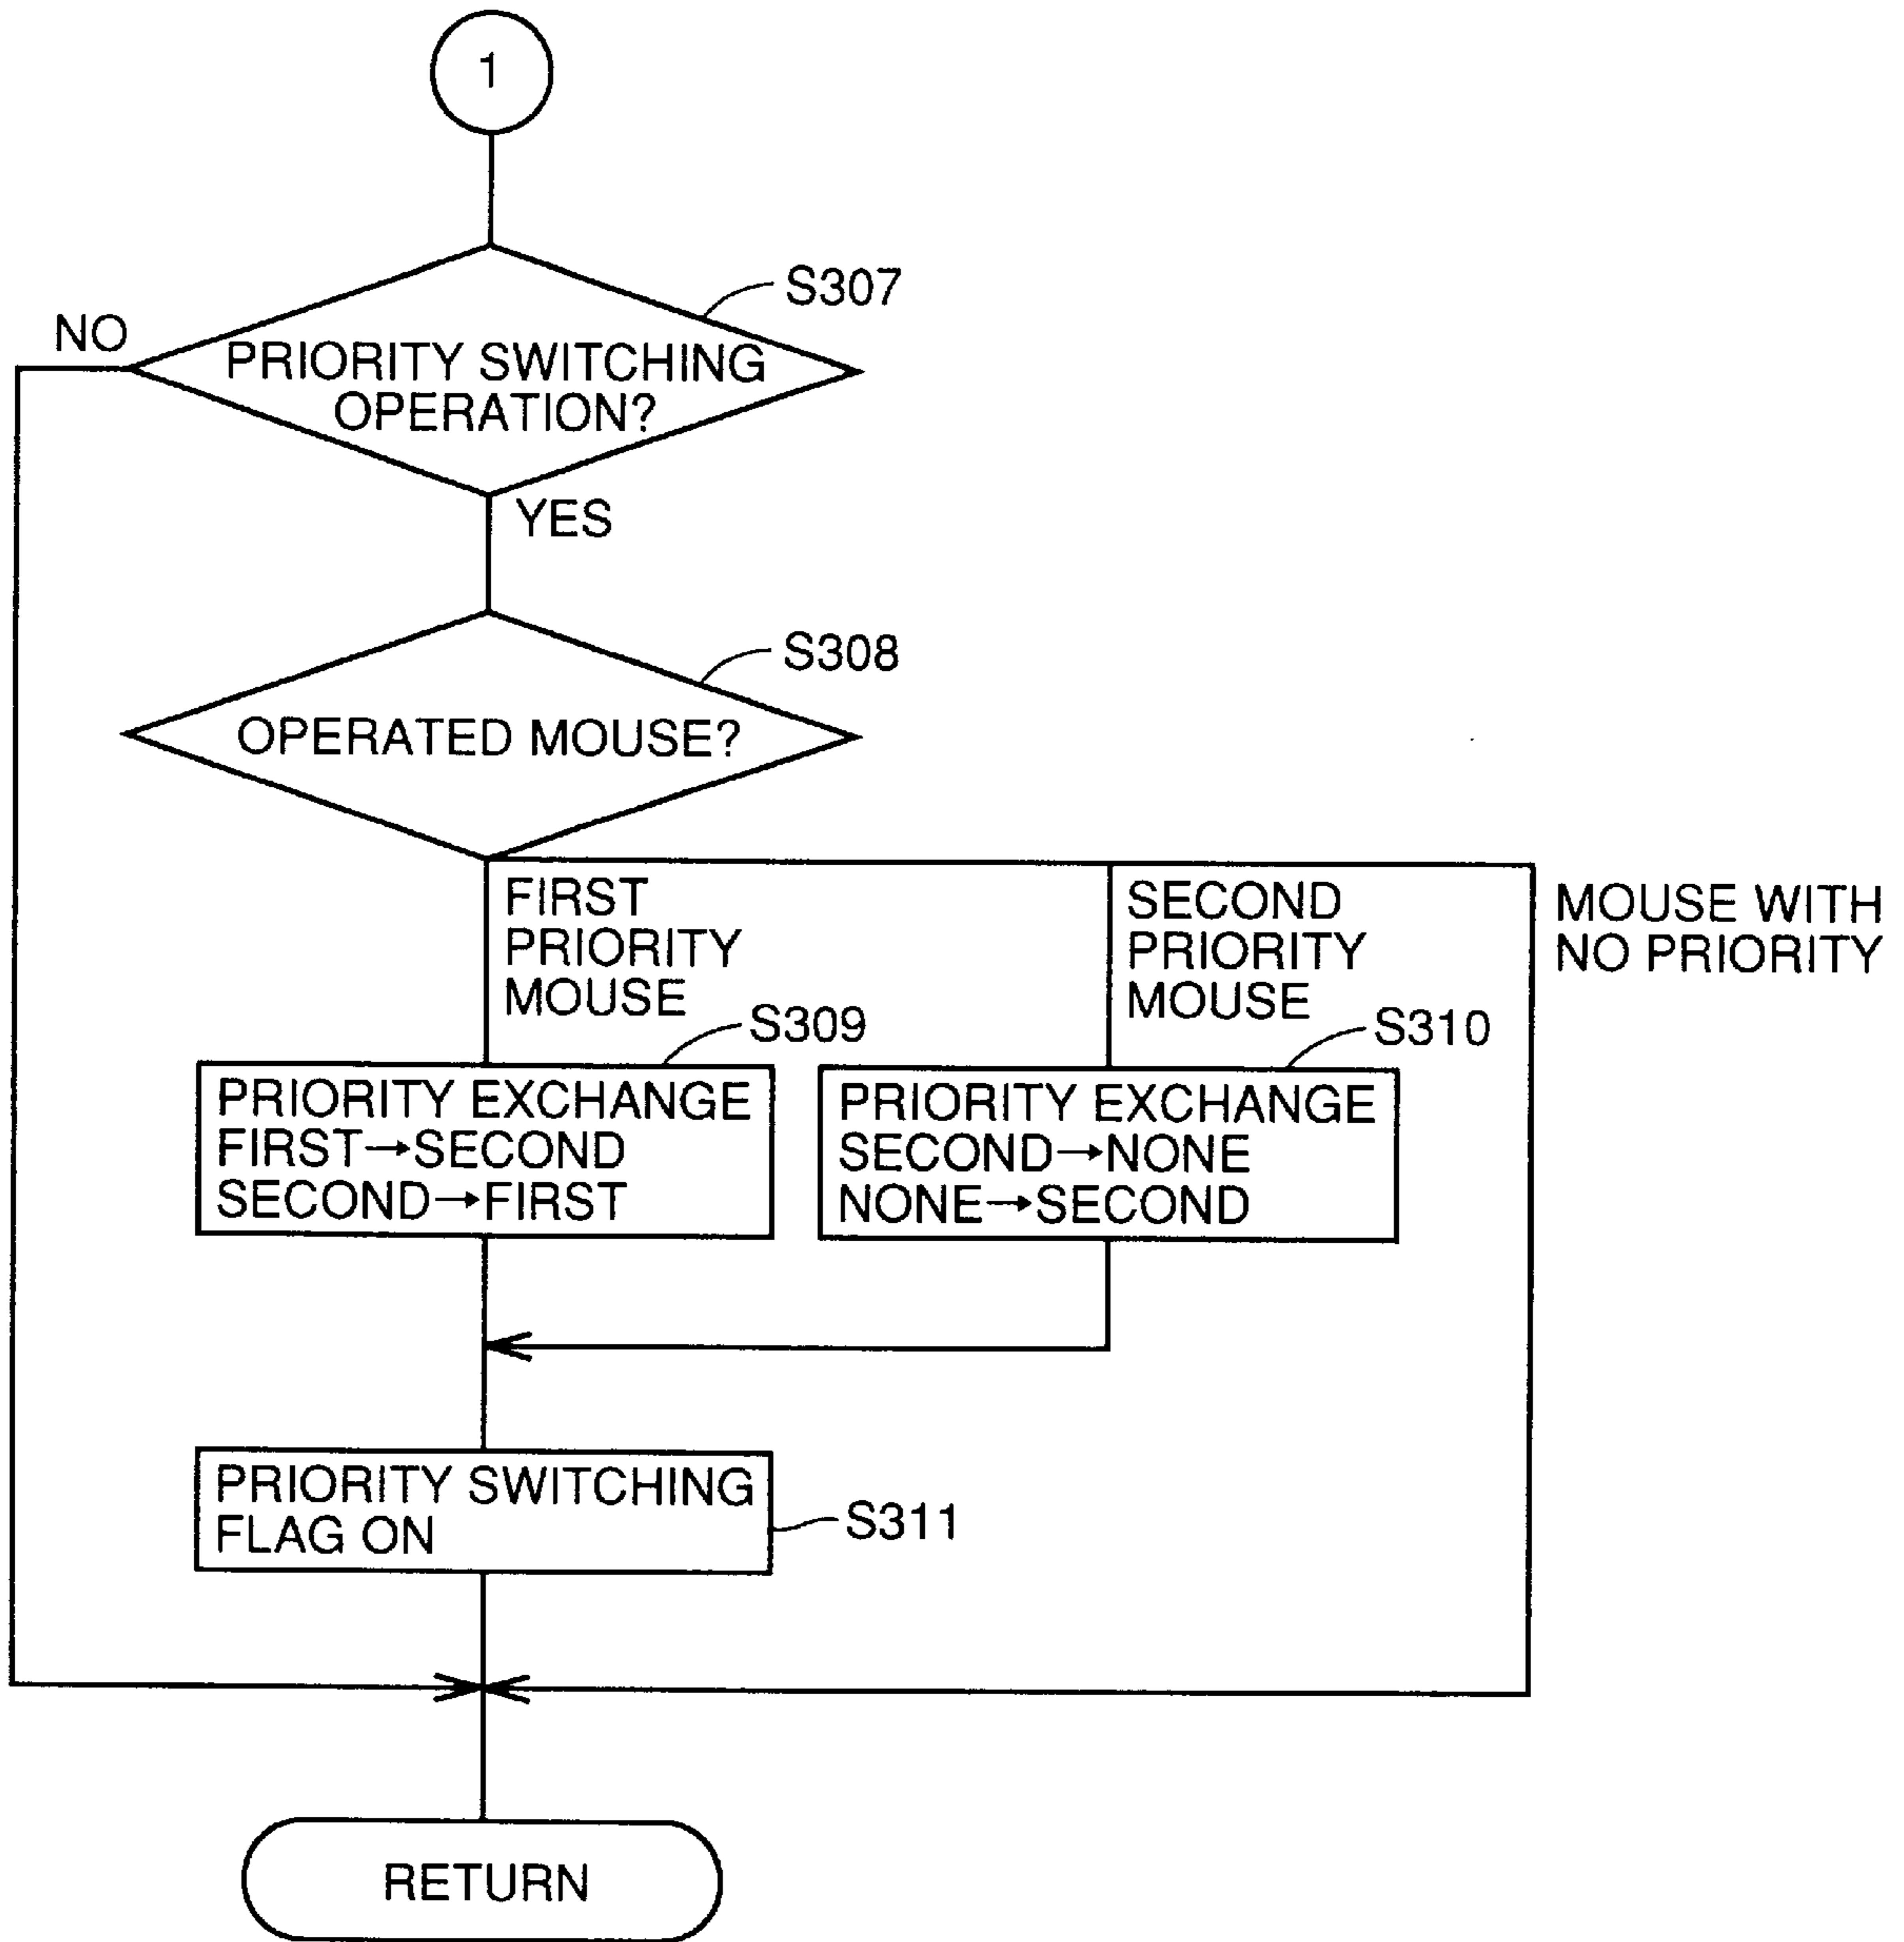 1
S307
NO
PRIORITY SWITCHING
OPERATION?
YES
S308
OPERATED MOUSE?
FIRST
PRIORITY
MOUSE
SECOND
PRIORITY
MOUSE
MOUSE WITH
NO PRIORITY
S309
PRIORITY EXCHANGE
FIRST→SECOND
SECOND→FIRST
S310
PRIORITY EXCHANGE
SECOND→NONE
NONE→SECOND
PRIORITY SWITCHING
FLAG ON
S311
RETURN